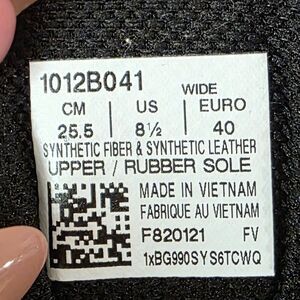 1012B041
WIDE
CM US EURO
25.5 8½ 40
SYNTHETIC FIBER & SYNTHETIC LEATHER
UPPER / RUBBER SOLE
MADE IN VIETNAM
FABRIQUE AU VIETNAM
F820121 FV
1xBG990SYS6TCWQ